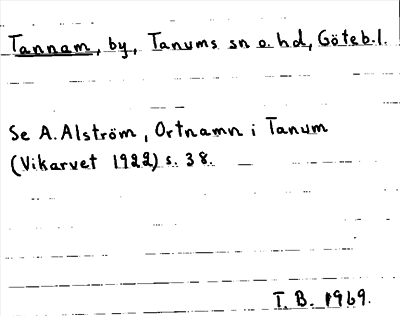 Tannam, by, Tanums sn o. hd, Göteb.l.
Se A. Alström, Ortnamn i Tanum
(Vikarvet 1922) s. 38.
T. B. 1969.